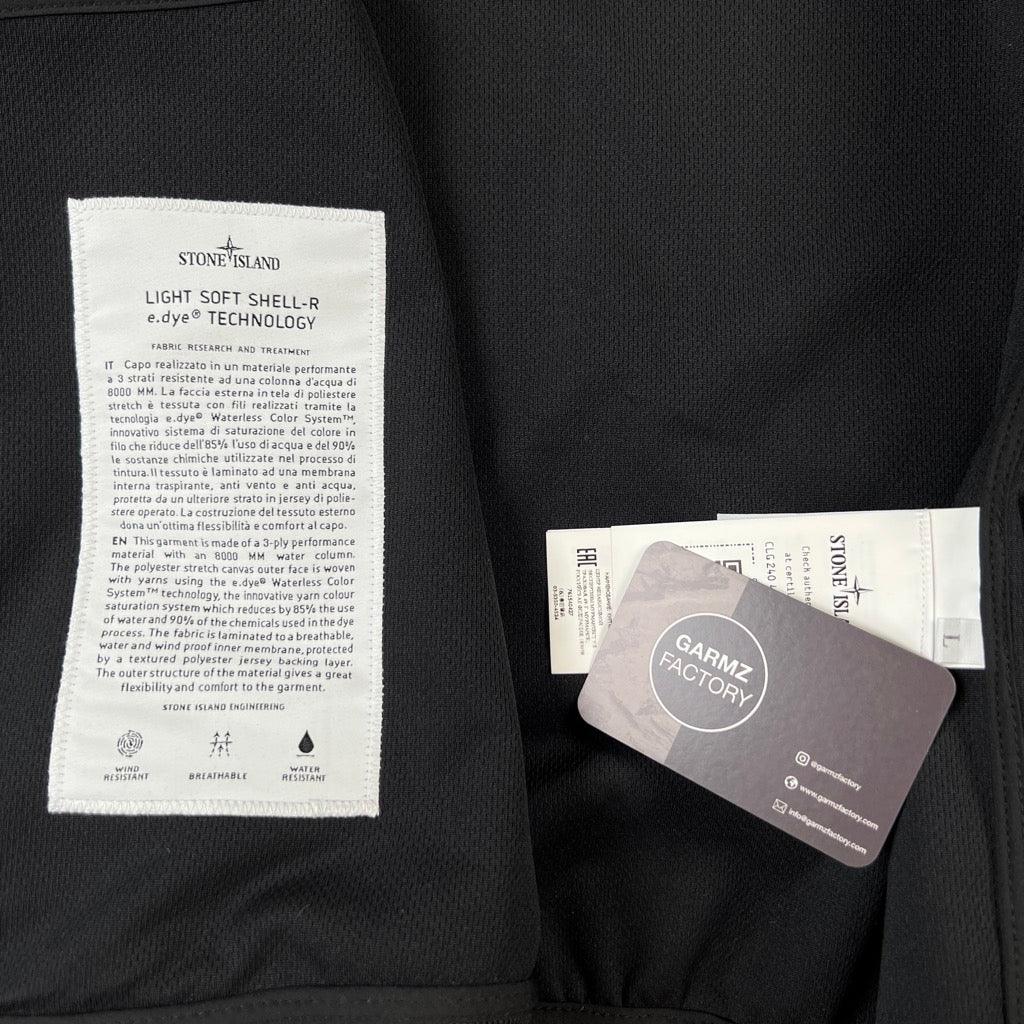 STONE ISLAND
LIGHT SOFT SHELL-R
e.dye® TECHNOLOGY
FABRIC RESEARCH AND TREATMENT
IT Capo realizzato in un materiale performante
a 3 strati resistente ad una colonna d'acqua di
8000 MM. La faccia esterna in tela di poliestere
stretch è tessuta con fili realizzati tramite la
tecnologia e.dye® Waterless Color System™,
innovativo sistema di saturazione del colore in
filo che riduce dell'85% l'uso di acqua e del 90%
le sostanze chimiche utilizzate nel processo di
tintura. Il tessuto è laminato ad una membrana
interna traspirante, anti vento e anti acqua,
protetta da un ulteriore strato in jersey di polie-
stere operato. La costruzione del tessuto esterno
dona un'ottima flessibilità e comfort al capo.
EN This garment is made of a 3-ply performance
material with an 8000 MM water column.
The polyester stretch canvas outer face is woven
with yarns using the e.dye® Waterless Color
System™ technology, the innovative yarn colour
saturation system which reduces by 85% the use
of water and 90% of the chemicals used in the dye
process. The fabric is laminated to a breathable,
water and wind proof inner membrane, protected
by a textured polyester jersey backing layer.
The outer structure of the material gives a great
flexibility and comfort to the garment.
STONE ISLAND ENGINEERING
WIND
RESISTANT
BREATHABLE
WATER
RESISTANT
EAC
Check
at
CLG 240
STONE
L
GARMZ
FACTORY
@garmzfactory
www.garmzfactory.com
info@garmzfactory.com